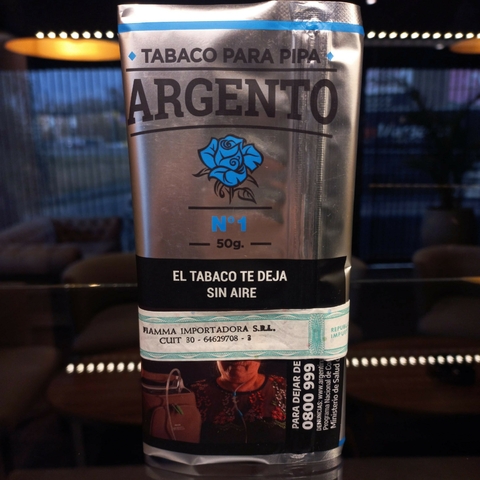 TABACO PARA PIPA
ARGENTO
N°1
50g.
EL TABACO TE DEJA
SIN AIRE
FIAMMA IMPORTADORA S.R.L.
CUIT 30 - 64629708 - 3
PARA DEJAR DE
0800 999
Ministerio de Salud